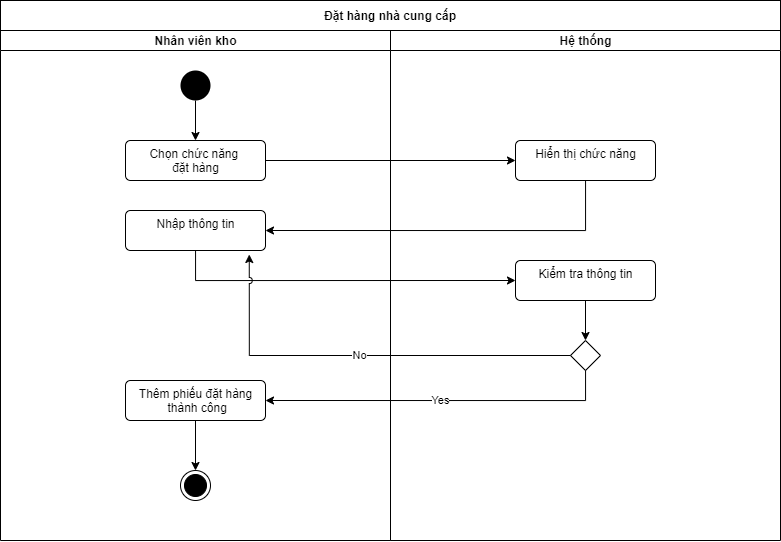 Đặt hàng nhà cung cấp
Nhân viên kho
Hệ thống
Chọn chức năng
đặt hàng
Hiển thị chức năng
Nhập thông tin
Kiểm tra thông tin
No
Thêm phiếu đặt hàng
thành công
Yes